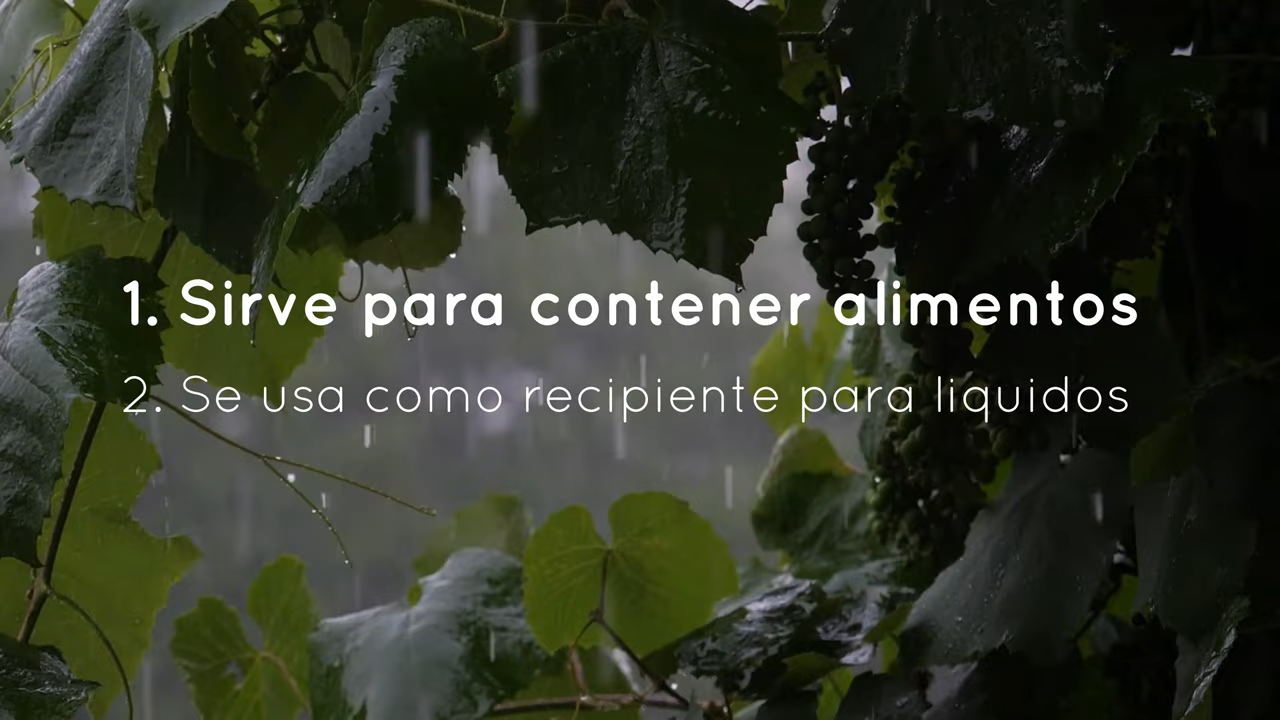 1. Sirve para contener alimentos
2. Se usa como recipiente para liquidos